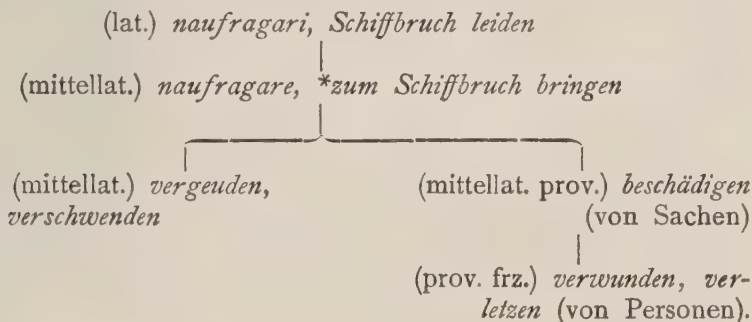 (lat.) naufragari, Schiffbruch leiden
(mittellat.) naufragare, *zum Schiffbruch bringen
(mittellat.) vergeuden,
verschwenden
(mittellat. prov.) beschädigen
(von Sachen)
(prov. frz.) verwunden, ver-
letzen (von Personen).